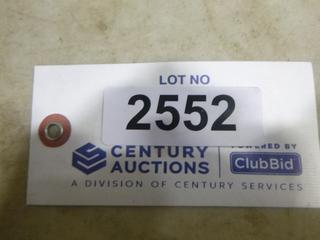 LOT NO
2552
CENTURY
AUCTIONS
POWERED BY
ClubBid
A DIVISION OF CENTURY SERVICES